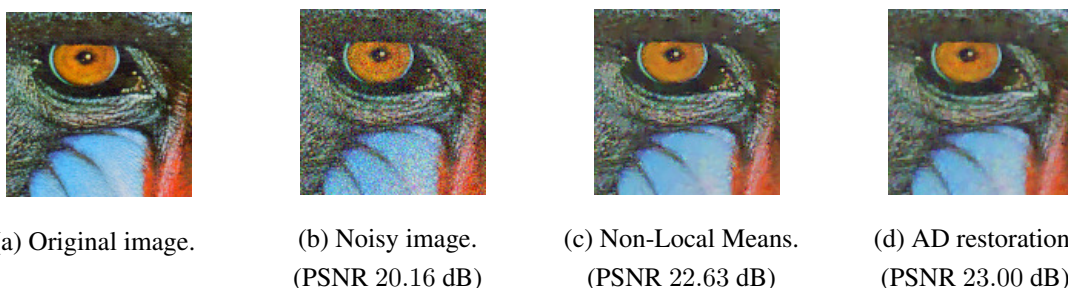 a) Original image.
(b) Noisy image.
(PSNR 20.16 dB)
(c) Non-Local Means.
(PSNR 22.63 dB)
(d) AD restoration
(PSNR 23.00 dB)